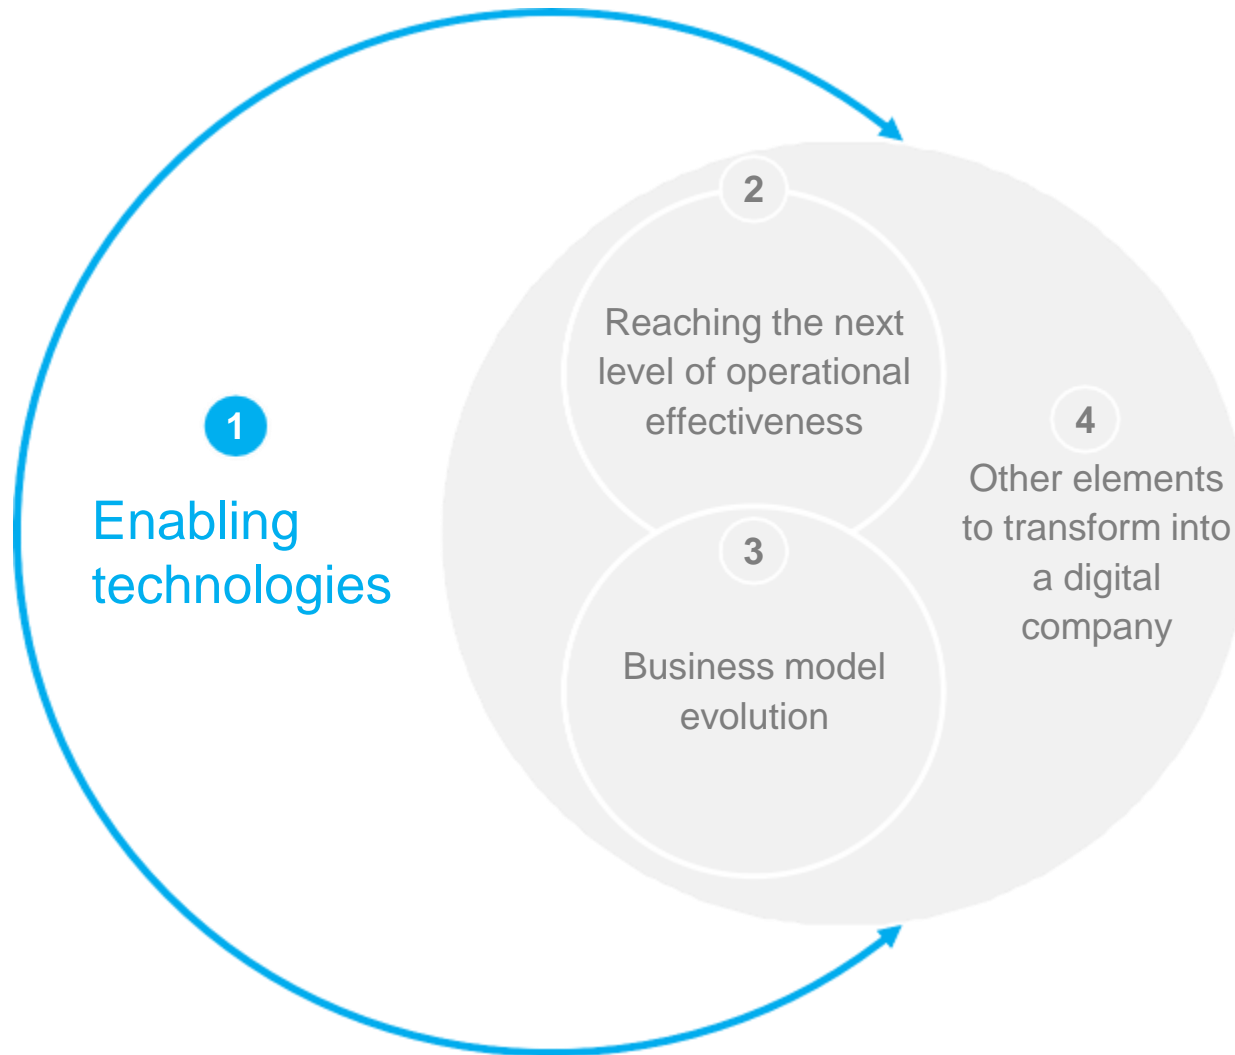 1
Enabling
technologies
2
Reaching the next
level of operational
effectiveness
3
Business model
evolution
4
Other elements
to transform into
a digital
company